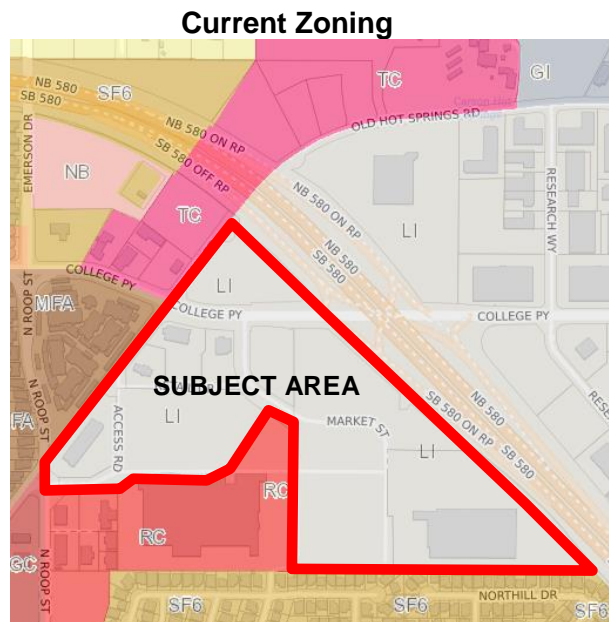 Current Zoning
TC
GI
SF6
NB 580
SB 580
NB 580 ON RP
SB 580 OFF RP
OLD HOT SPRINGS RD
EMERSON DR
NB
TC
NB 580 ON RP
NB 580
SB 580
LI
RESEARCH WY
COLLEGE PY
LI
COLLEGE PY
COLLEGE PY
MFA
N ROOP ST
SUBJECT AREA
N ROOP ST
FA
ACCESS RD
LI
MARKET ST
LI
SB 580 ON RP
NB 580
SB 580
RC
RC
GC
N ROOP ST
SF6
SF6
NORTHILL DR
SF6